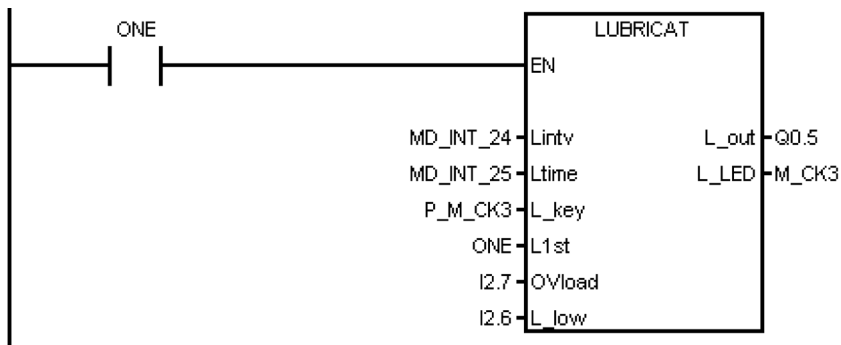 ONE LUBRICAT
EN
MD_INT_24 Lintv L_out Q0.5
MD_INT_25 Ltime L_LED M_CK3
P_M_CK3 L_key
ONE L1st
I2.7 OVload
I2.6 L_low